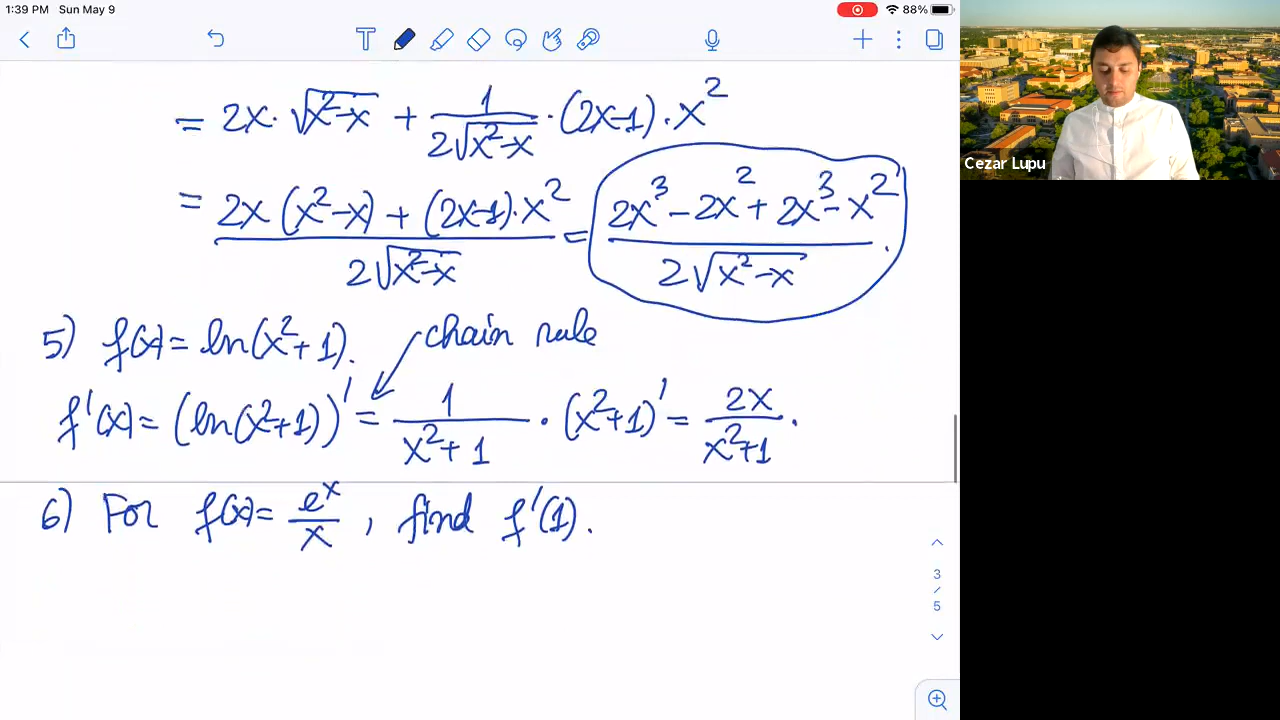 1:39 PM Sun May 9 88%
T
Cezar Lupu
= 2x · √(x²-x) + 1/(2√(x²-x)) · (2x-1) · x²
= (2x (x²-x) + (2x-1) · x²)/(2√(x²-x)) = (2x³ - 2x² + 2x³ - x²)/(2√(x²-x)) .
5) f(x) = ln(x²+1). chain rule
f'(x) = (ln(x²+1))' = 1/(x²+1) · (x²+1)' = 2x/(x²+1) .
6) For f(x) = eˣ/x , find f'(1).
3
/
5